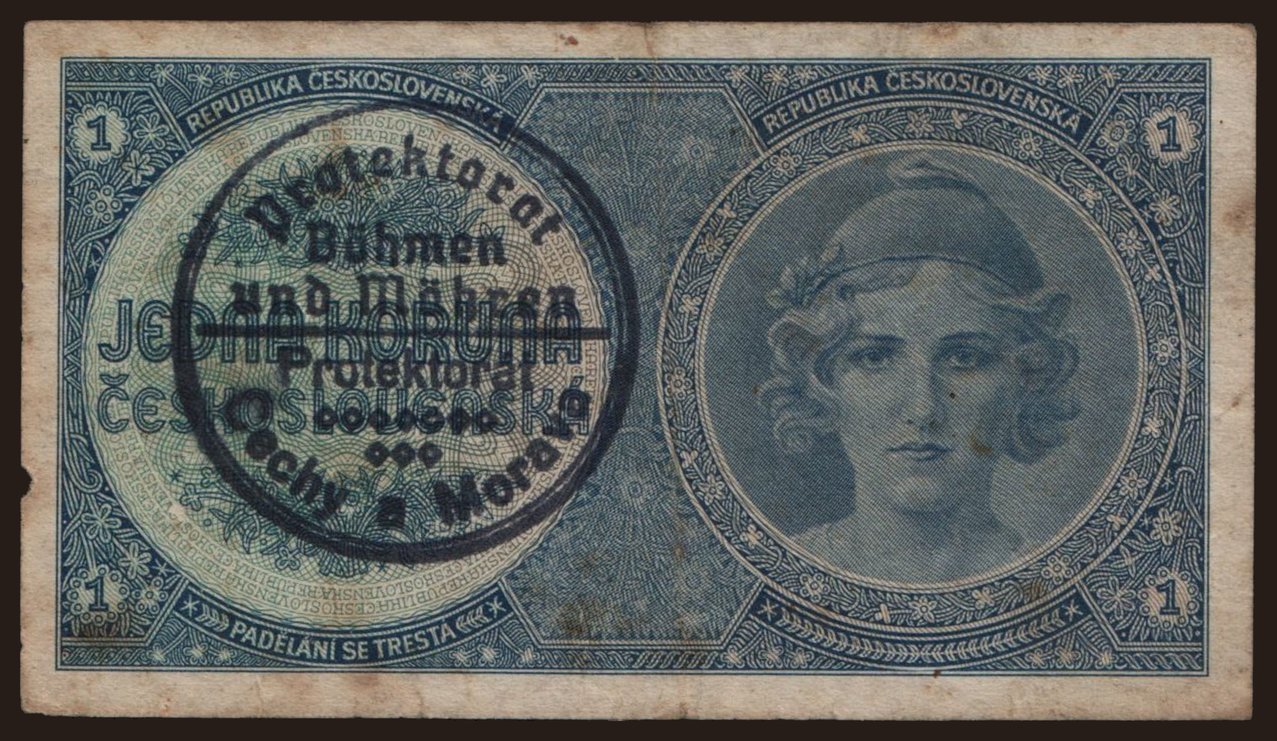 REPUBLIKA ČESKOSLOVENSKÁ
REPUBLIKA ČESKOSLOVENSKÁ
1
1
Protektorat
Böhmen
und Mähren
JEDNA KORUNA
Protektorát
ČESKOSLOVENSKÁ
Čechy a Morava
1
1
PADĚLÁNÍ SE TRESTÁ